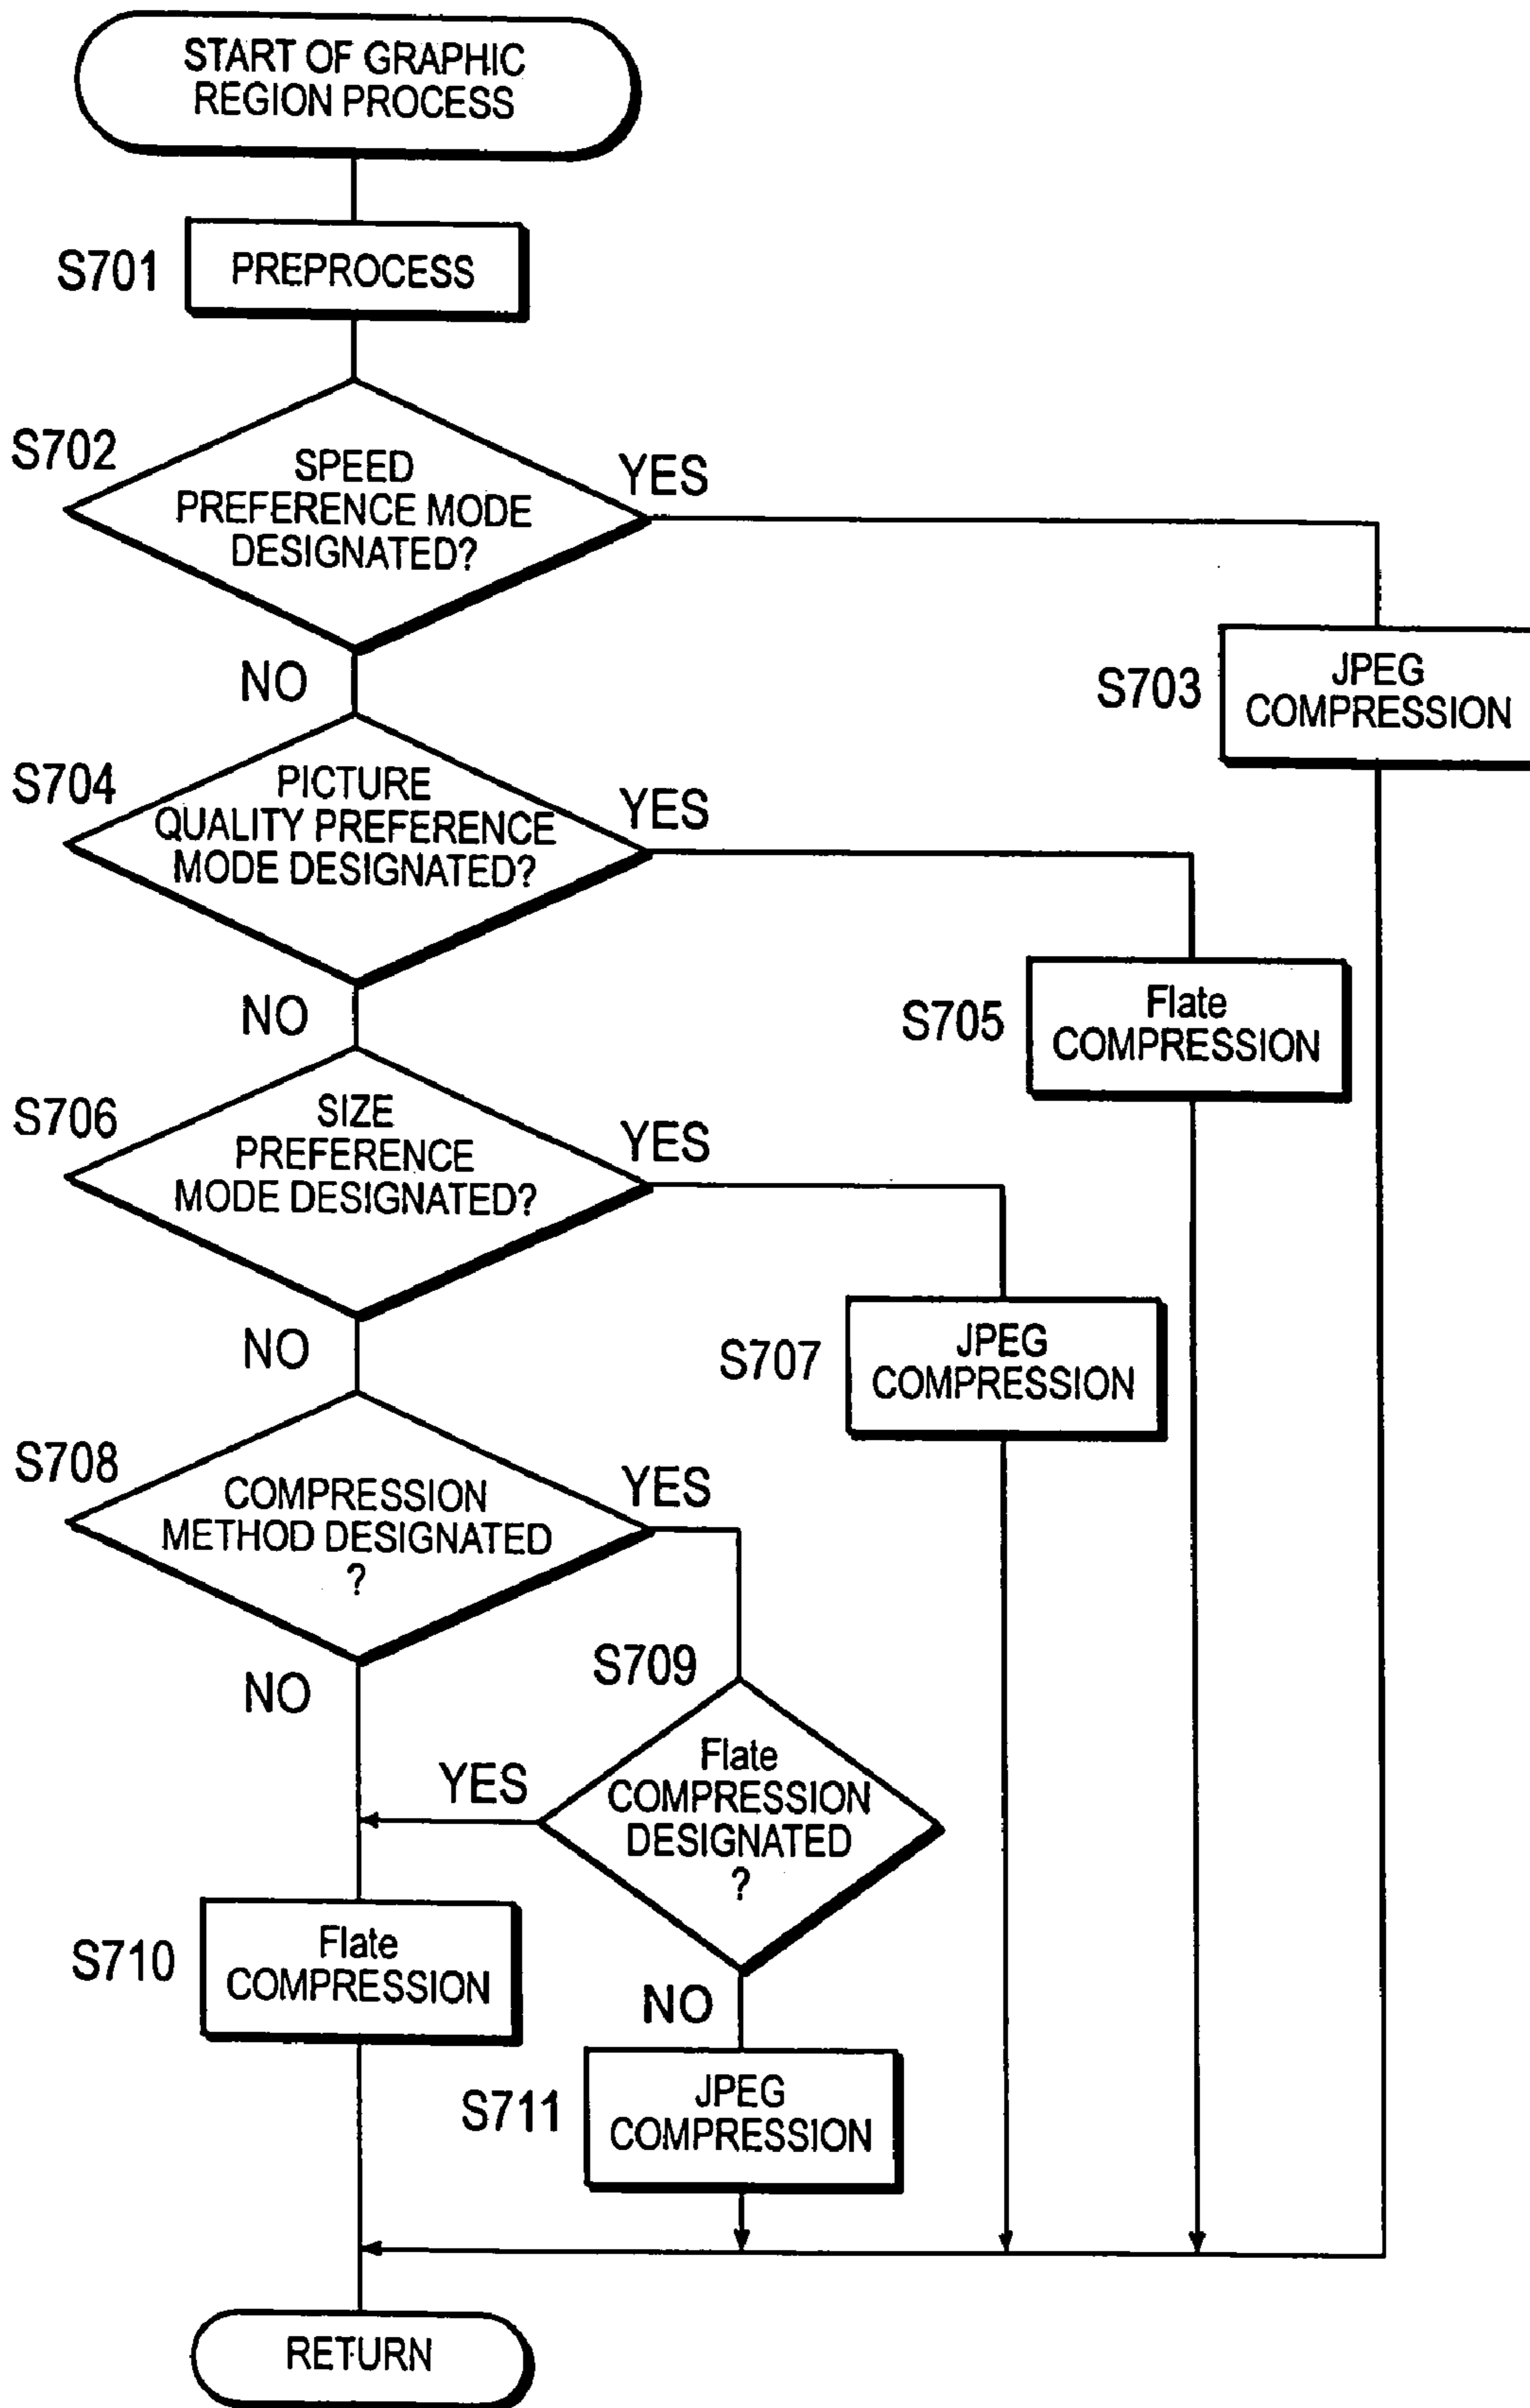 START OF GRAPHIC
REGION PROCESS
S701
PREPROCESS
S702
SPEED
PREFERENCE MODE
DESIGNATED?
YES
NO
S703
JPEG
COMPRESSION
S704
PICTURE
QUALITY PREFERENCE
MODE DESIGNATED?
YES
NO
S705
Flate
COMPRESSION
S706
SIZE
PREFERENCE
MODE DESIGNATED?
YES
NO
S707
JPEG
COMPRESSION
S708
COMPRESSION
METHOD DESIGNATED
?
YES
NO
S709
Flate
COMPRESSION
DESIGNATED
?
YES
NO
S710
Flate
COMPRESSION
S711
JPEG
COMPRESSION
RETURN